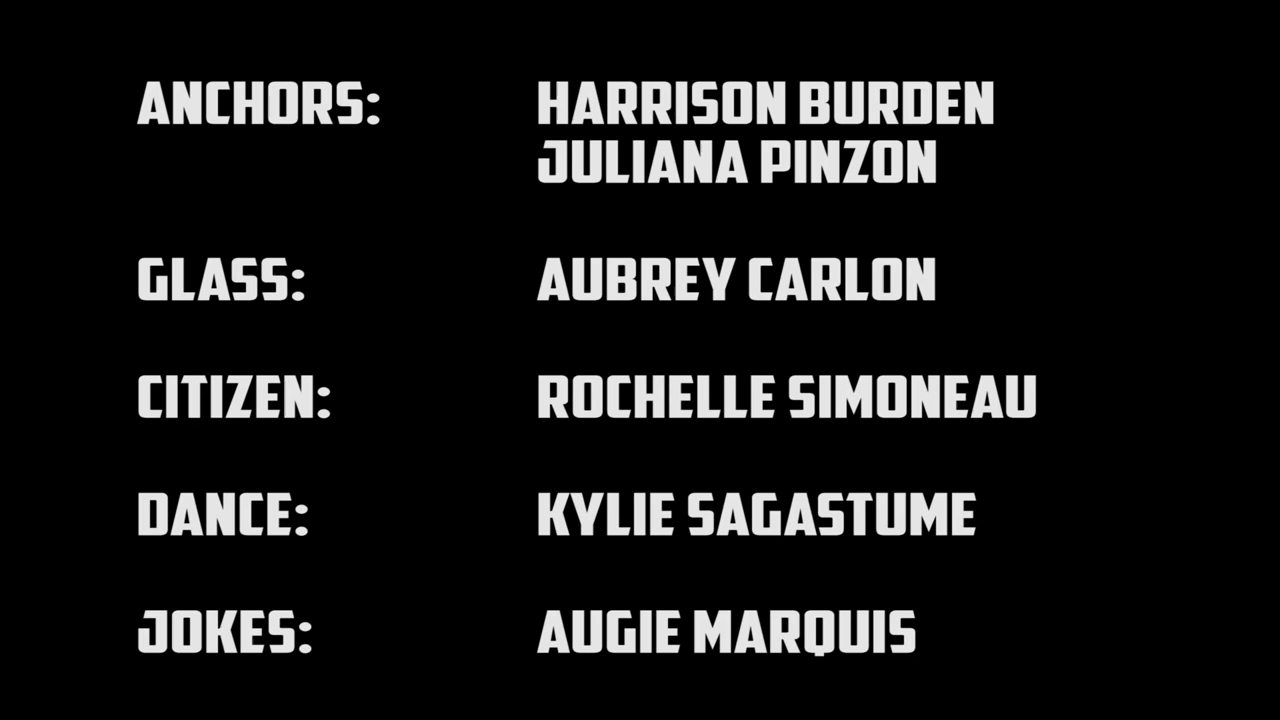 ANCHORS: HARRISON BURDEN
JULIANA PINZON
GLASS: AUBREY CARLON
CITIZEN: ROCHELLE SIMONEAU
DANCE: KYLIE SAGASTUME
JOKES: AUGIE MARQUIS